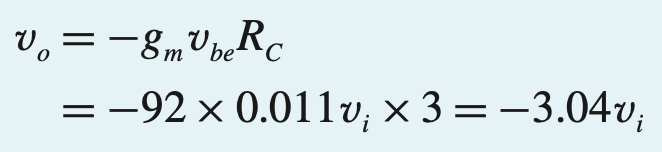 v_o = −g_m v_be R_C
= −92 × 0.011v_i × 3 = −3.04v_i